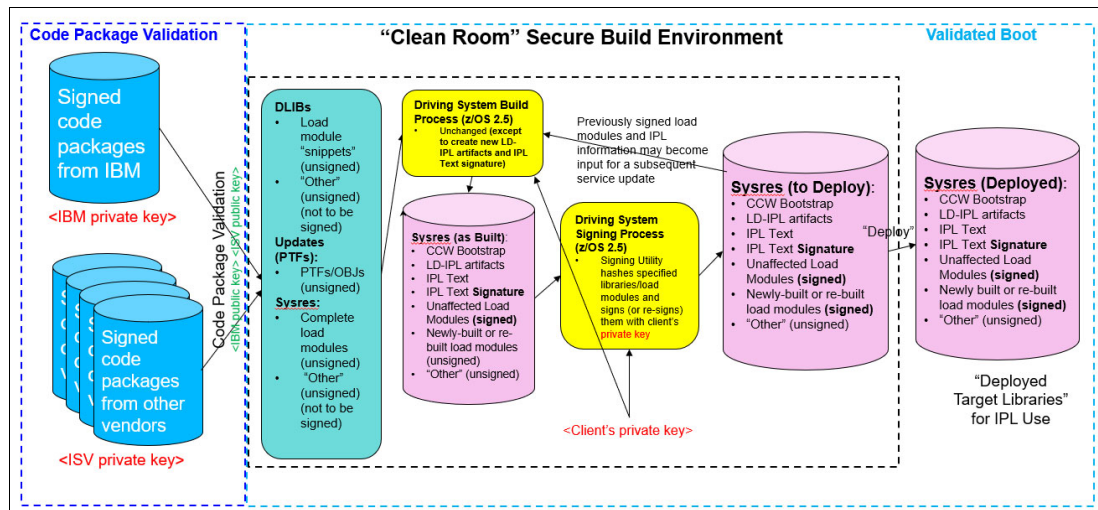 Code Package Validation
“Clean Room” Secure Build Environment
Validated Boot
Signed
code
packages
from IBM
<IBM private key>
Signed
code
packages
from other
vendors
<ISV private key>
Code Package Validation
<IBM public key> <ISV public key>
DLIBs
• Load
module
“snippets”
(unsigned)
• “Other”
(unsigned)
(not to be
signed)
Updates
(PTFs):
• PTFs/OBJs
(unsigned)
Sysres:
• Complete
load
modules
(unsigned)
• “Other”
(unsigned)
(not to be
signed)
Driving System Build
Process (z/OS 2.5)
• Unchanged (except
to create new LD-
IPL artifacts and IPL
Text signature)
Sysres (as Built):
• CCW Bootstrap
• LD-IPL artifacts
• IPL Text
• IPL Text Signature
• Unaffected Load
Modules (signed)
• Newly-built or re-
built load modules
(unsigned)
• “Other” (unsigned)
Previously signed load
modules and IPL
information may become
input for a subsequent
service update
Driving System
Signing Process
(z/OS 2.5)
• Signing Utility
hashes specified
libraries/load
modules and
signs (or re-signs)
them with client’s
private key
<Client’s private key>
Sysres (to Deploy):
• CCW Bootstrap
• LD-IPL artifacts
• IPL Text
• IPL Text Signature
• Unaffected Load
Modules (signed)
• Newly-built or re-built
load modules (signed)
• “Other” (unsigned)
“Deploy”
Sysres (Deployed):
• CCW Bootstrap
• LD-IPL artifacts
• IPL Text
• IPL Text Signature
• Unaffected Load
Modules (signed)
• Newly built or re-built
load modules (signed)
• “Other” (unsigned)
“Deployed
Target Libraries”
for IPL Use